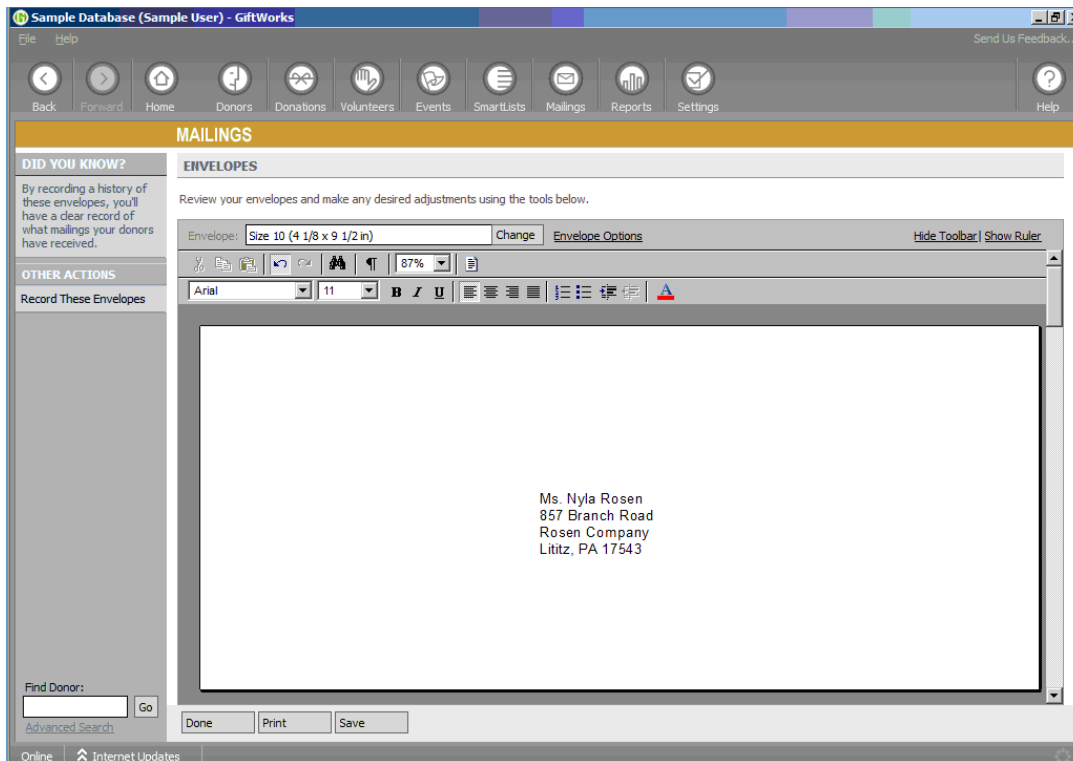 Sample Database (Sample User) - GiftWorks
File Help Send Us Feedback..
Back Forward Home Donors Donations Volunteers Events SmartLists Mailings Reports Settings Help
MAILINGS
DID YOU KNOW?
By recording a history of
these envelopes, you'll
have a clear record of
what mailings your donors
have received.
OTHER ACTIONS
Record These Envelopes
ENVELOPES
Review your envelopes and make any desired adjustments using the tools below.
Envelope: Size 10 (4 1/8 x 9 1/2 in) Change Envelope Options Hide Toolbar | Show Ruler
87%
Arial 11 B I U A
Ms. Nyla Rosen
857 Branch Road
Rosen Company
Lititz, PA 17543
Find Donor:
Go
Advanced Search
Done Print Save
Online Internet Updates